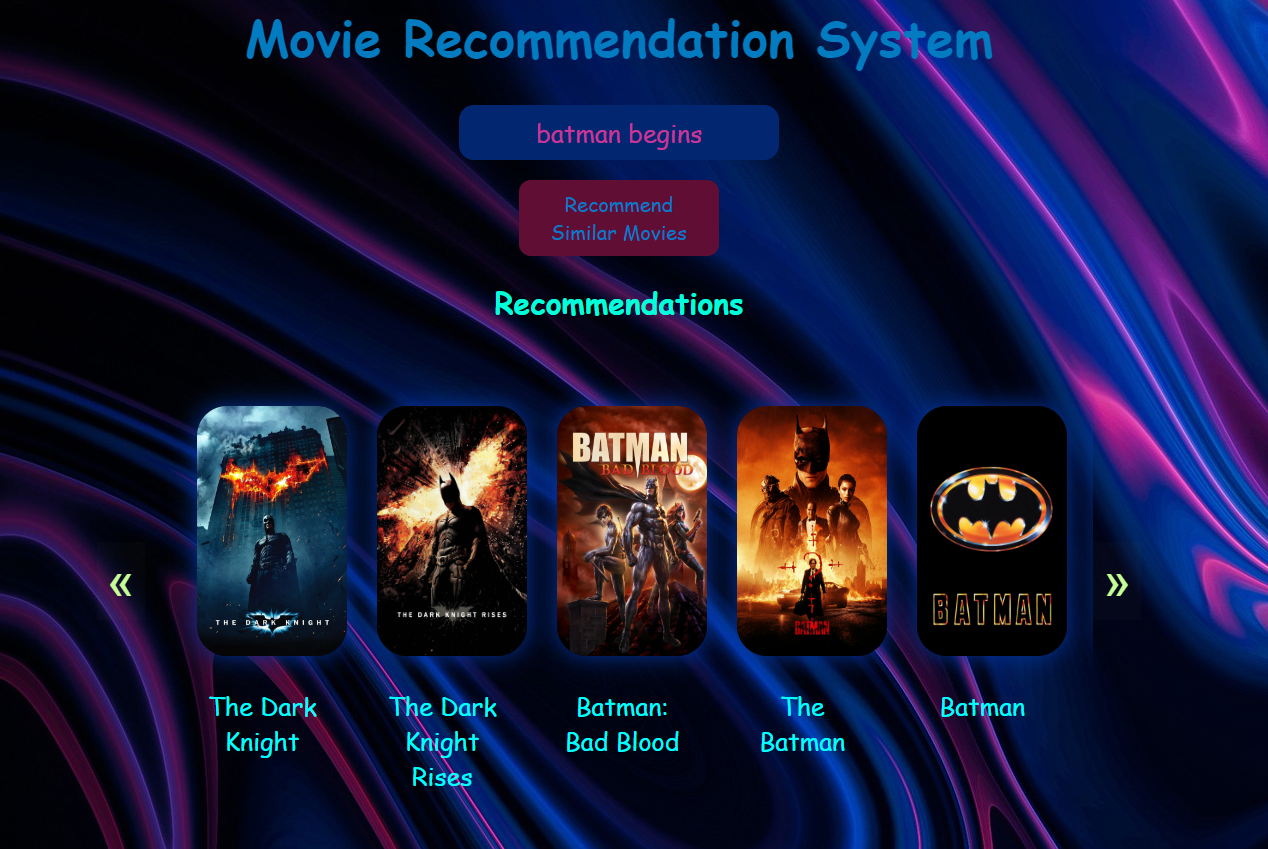 Movie Recommendation System
batman begins
Recommend
Similar Movies
Recommendations
«
»
THE DARK KNIGHT
THE DARK KNIGHT RISES
BATMAN
BAD BLOOD
THE BATMAN
BATMAN
The Dark
Knight
The Dark
Knight
Rises
Batman:
Bad Blood
The
Batman
Batman